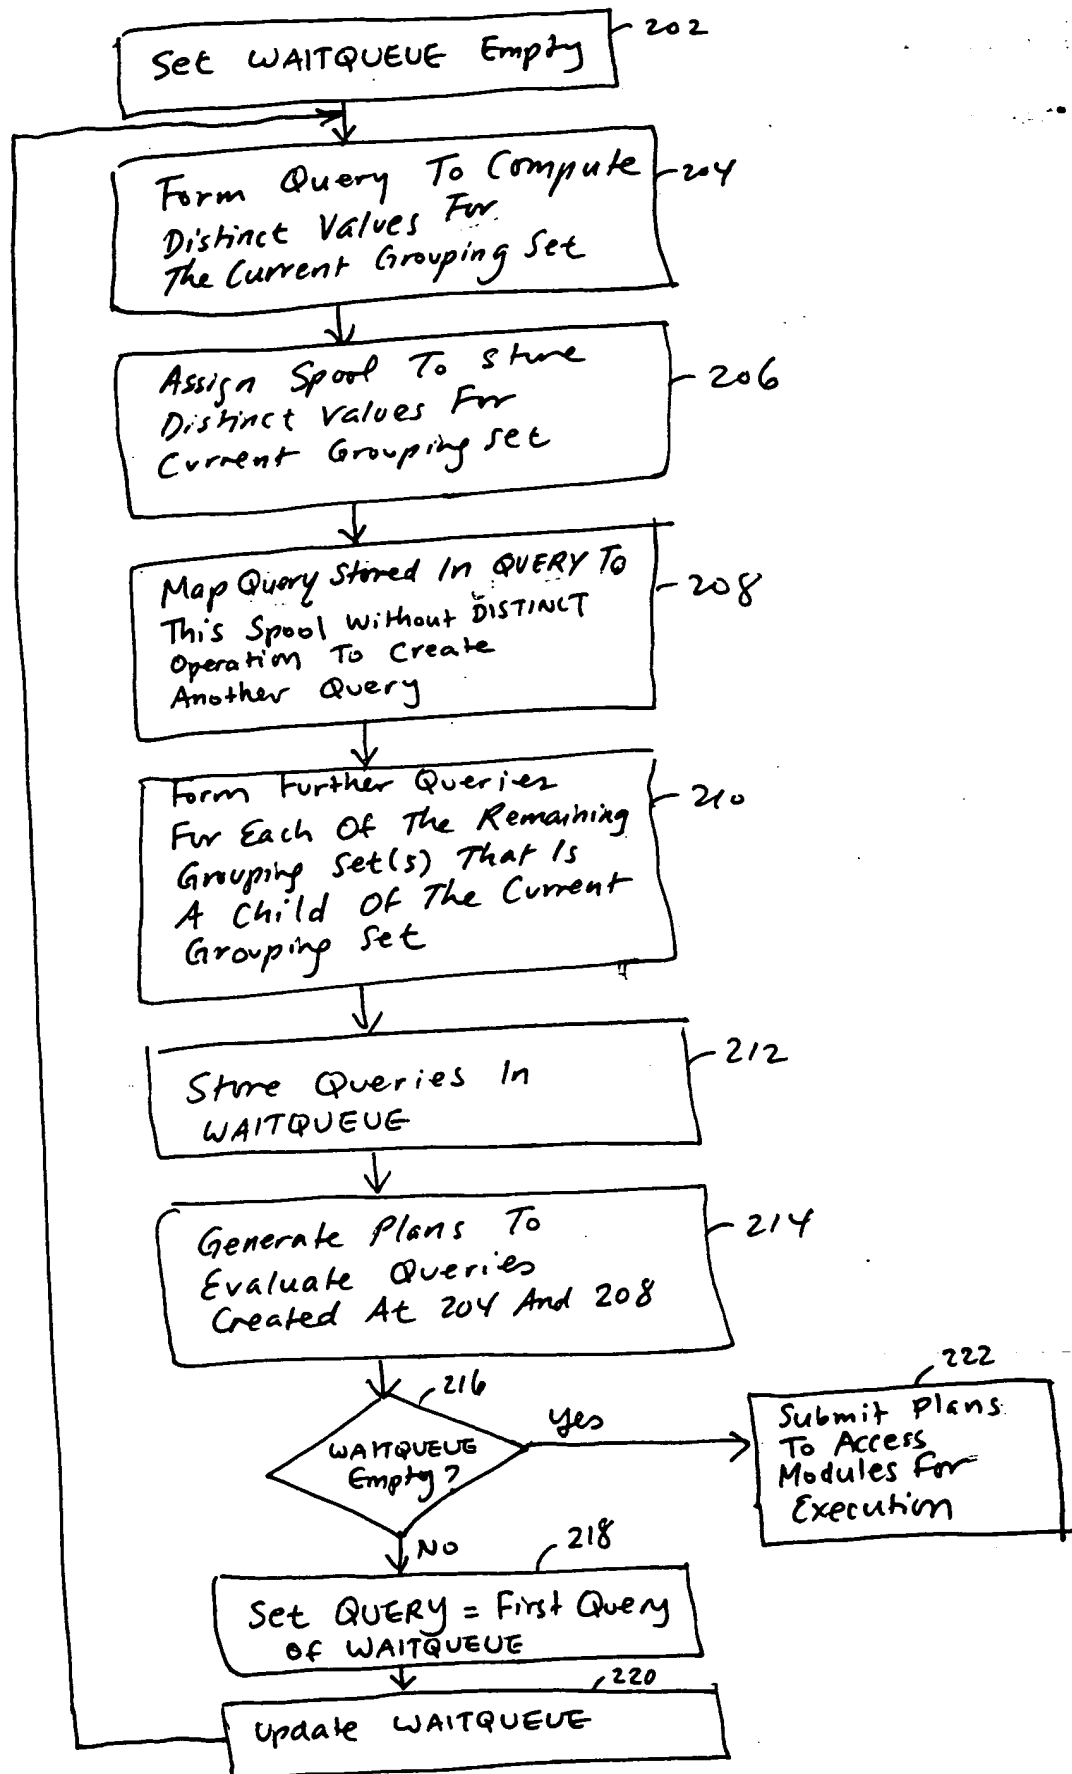 Set WAITQUEUE Empty
202
Form Query To Compute
Distinct Values For
The Current Grouping Set
204
Assign Spool To Store
Distinct Values For
Current Grouping Set
206
Map Query Stored In QUERY To
This Spool Without DISTINCT
Operation To Create
Another Query
208
Form Further Queries
For Each Of The Remaining
Grouping Set(s) That Is
A Child Of The Current
Grouping Set
210
Store Queries In
WAITQUEUE
212
Generate Plans To
Evaluate Queries
Created At 204 And 208
214
216
WAITQUEUE
Empty?
Yes
222
Submit Plans
To Access
Modules For
Execution
No
218
Set QUERY = First Query
Of WAITQUEUE
220
Update WAITQUEUE